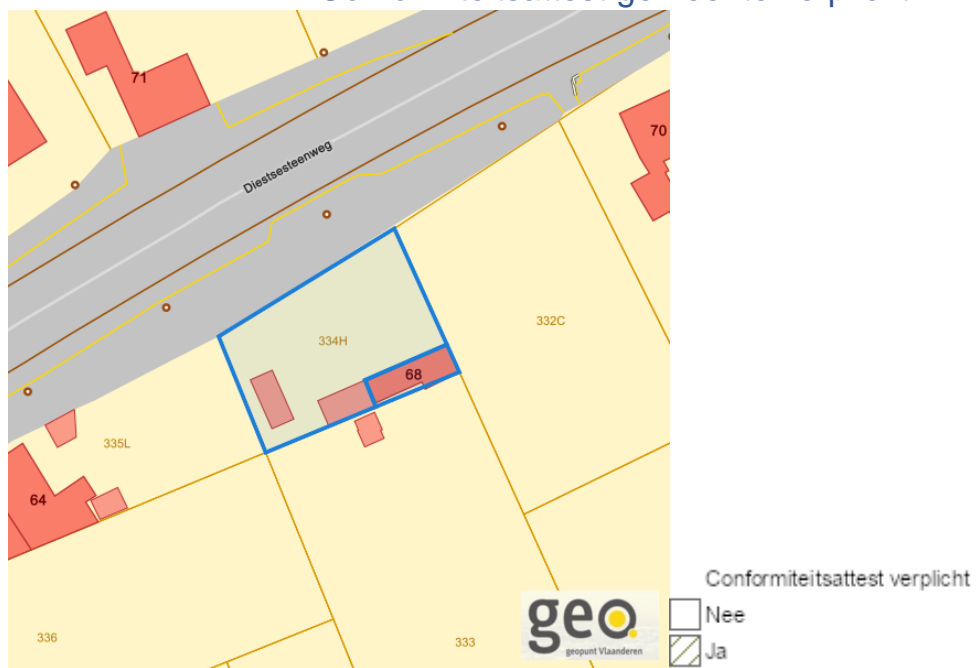 71
70
Diestsesteenweg
332C
334H
68
335L
64
336
333
geo.
geopunt Vlaanderen
Conformiteitsattest verplicht
Nee
Ja